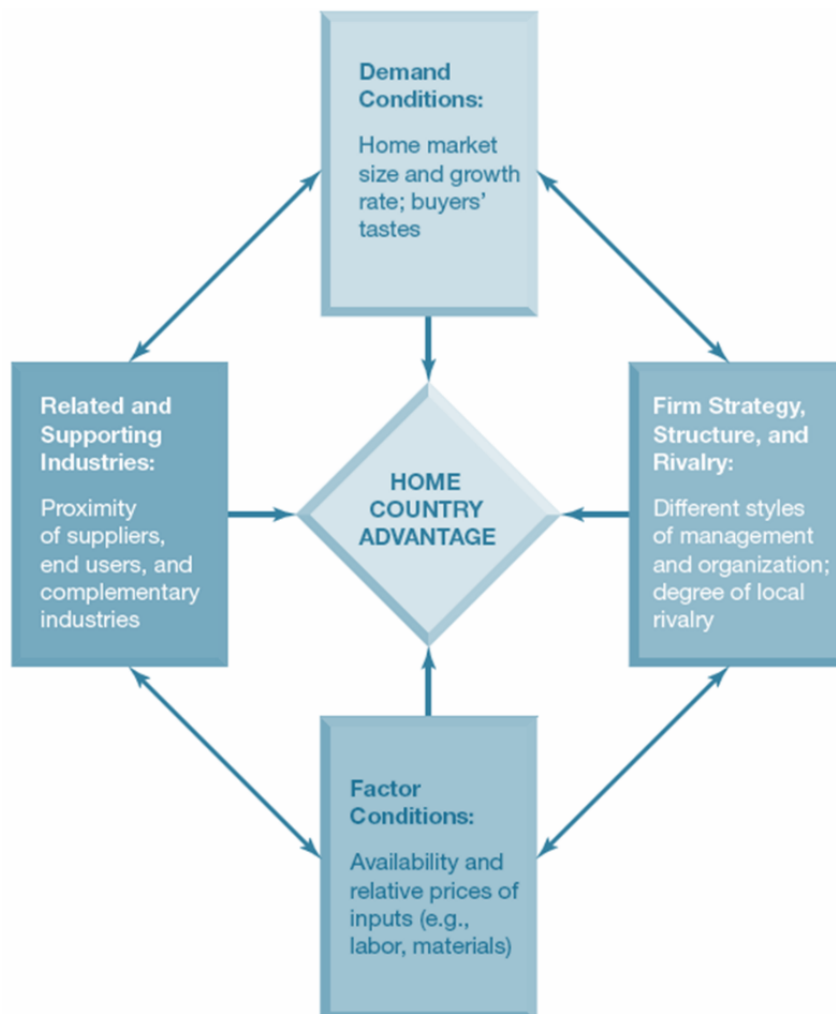 Demand
Conditions:
Home market
size and growth
rate; buyers’
tastes
Related and
Supporting
Industries:
Proximity
of suppliers,
end users, and
complementary
industries
HOME
COUNTRY
ADVANTAGE
Firm Strategy,
Structure, and
Rivalry:
Different styles
of management
and organization;
degree of local
rivalry
Factor
Conditions:
Availability and
relative prices of
inputs (e.g.,
labor, materials)